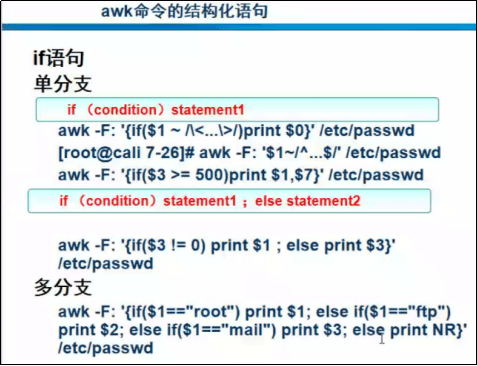 awk命令的结构化语句
if语句
单分支
if （condition）statement1
awk -F: '{if($1 ~ /\<...\>/)print $0}' /etc/passwd
[root@cali 7-26]# awk -F: '$1~/^...$/' /etc/passwd
awk -F: '{if($3 >= 500)print $1,$7}' /etc/passwd
if （condition）statement1 ；else statement2
awk -F: '{if($3 != 0) print $1 ; else print $3}'
/etc/passwd
多分支
awk -F: '{if($1=="root") print $1; else if($1=="ftp")
print $2; else if($1=="mail") print $3; else print NR}'
/etc/passwd